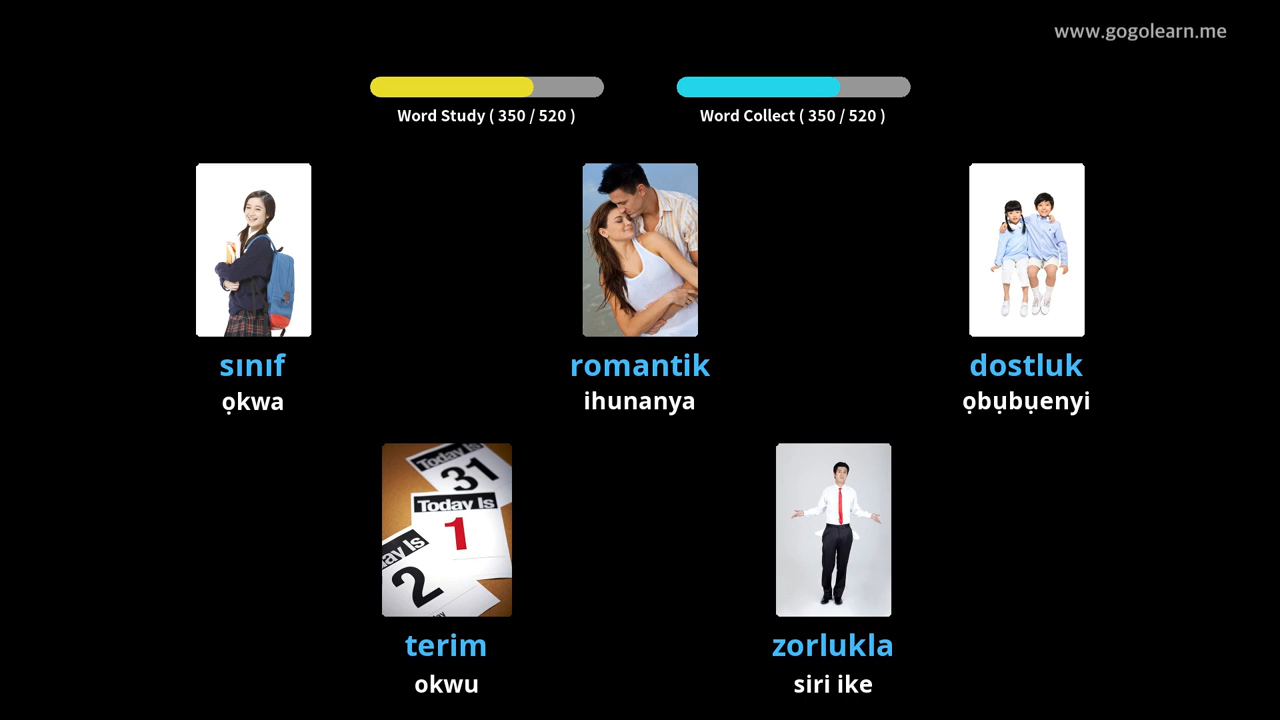 www.gogolearn.me
Word Study ( 350 / 520 )
Word Collect ( 350 / 520 )
sınıf
ọkwa
romantik
ihunanya
dostluk
ọbụbụenyi
Today Is
31
Today Is
1
ay Is
2
terim
okwu
zorlukla
siri ike